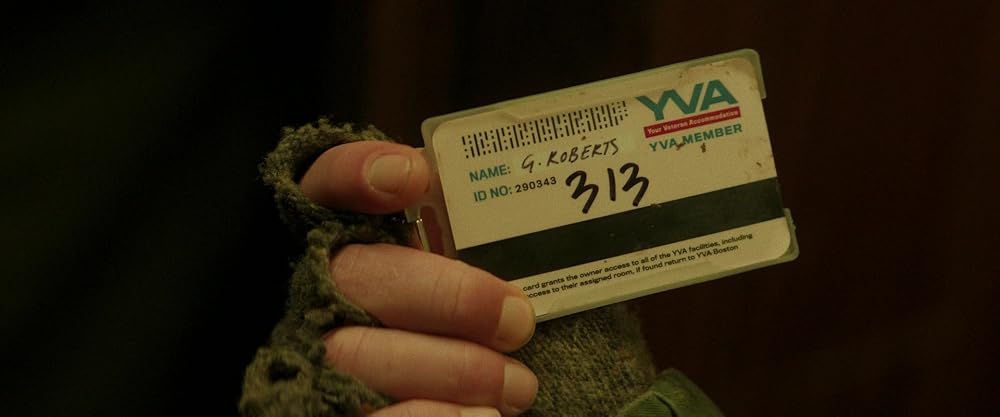 YVA
Your Veteran Accommodation
YVA MEMBER
NAME: G. ROBERTS
ID NO: 290343
313
card grants the owner access to all of the YVA facilities, including
access to their assigned room, if found return to YVA Boston